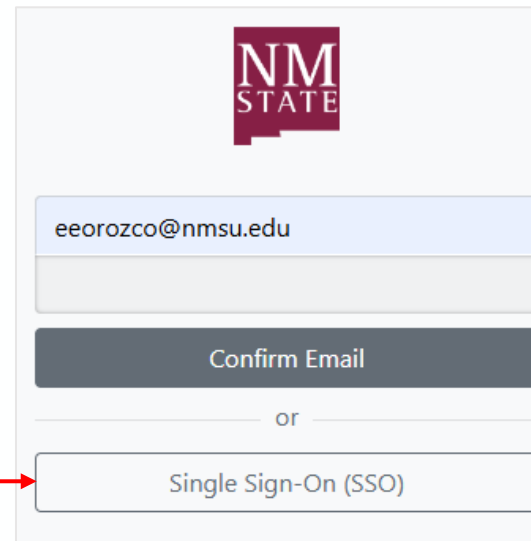 NM
STATE
eeorozco@nmsu.edu
Confirm Email
or
Single Sign-On (SSO)